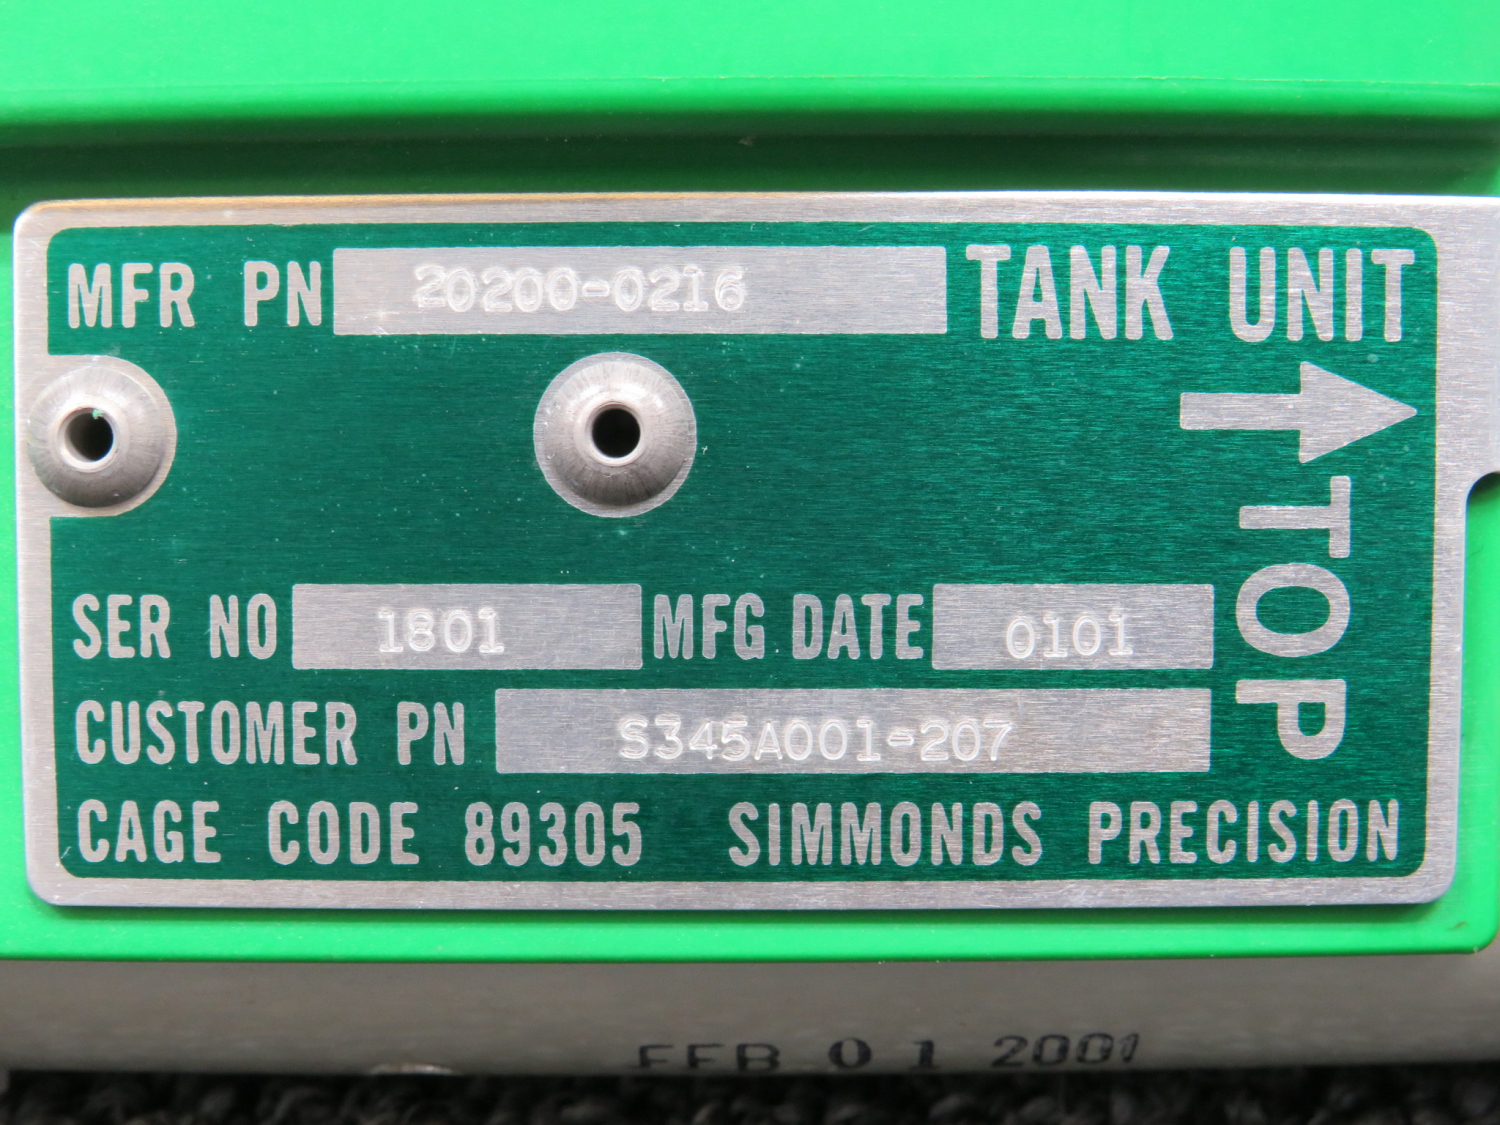 MFR PN 20200-0216 TANK UNIT
TOP
SER NO 1801 MFG DATE 0101
CUSTOMER PN S345A001-207
CAGE CODE 89305 SIMMONDS PRECISION
FEB 01 2001